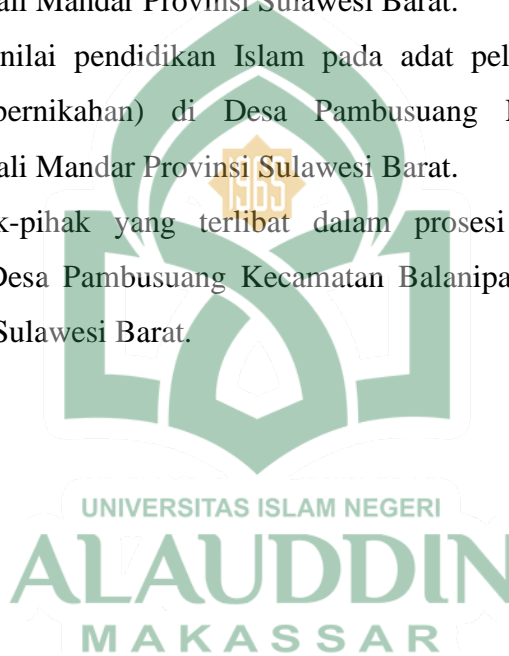 ali Mandar Provinsi Sulawesi Barat.
nilai pendidikan Islam pada adat pel
pernikahan) di Desa Pambusuang
ali Mandar Provinsi Sulawesi Barat.
k-pihak yang terlibat dalam prosesi
Desa Pambusuang Kecamatan Balanipa
Sulawesi Barat.
1965
UNIVERSITAS ISLAM NEGERI
ALAUDDIN
MAKASSAR